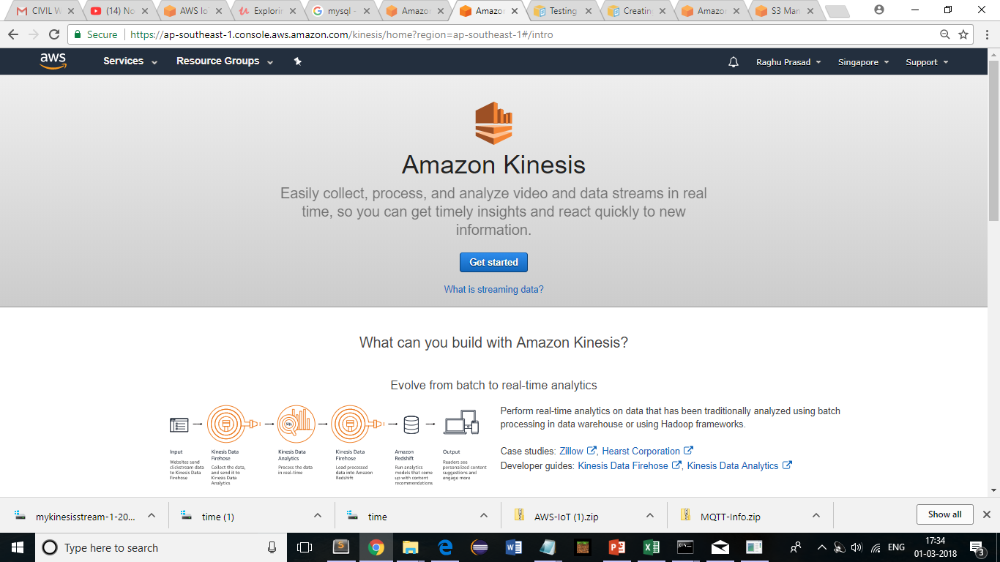 CIVIL W
(14) No
AWS Io
Explorin
mysql -
Amazon
Amazon
Testing
Creating
Amazon
S3 Man
Secure
https://ap-southeast-1.console.aws.amazon.com/kinesis/home?region=ap-southeast-1#/intro
aws
Services
Resource Groups
Raghu Prasad
Singapore
Support
Amazon Kinesis
Easily collect, process, and analyze video and data streams in real
time, so you can get timely insights and react quickly to new
information.
Get started
What is streaming data?
What can you build with Amazon Kinesis?
Evolve from batch to real-time analytics
SQL
Input
Websites send
clickstream data
to Kinesis Data
Firehose
Kinesis Data
Firehose
Collect the data,
and send it to
Kinesis Data
Analytics
Kinesis Data
Analytics
Process the data
in real-time
Kinesis Data
Firehose
Load processed
data into Amazon
Redshift
Amazon
Redshift
Run analytics
models that come
up with content
recommendations
Output
Readers see
personalized content
suggestions and
engage more
Perform real-time analytics on data that has been traditionally analyzed using batch
processing in data warehouse or using Hadoop frameworks.
Case studies: Zillow , Hearst Corporation
Developer guides: Kinesis Data Firehose , Kinesis Data Analytics
mykinesisstream-1-20...
time (1)
time
AWS-IoT (1).zip
MQTT-Info.zip
Show all
Type here to search
ENG
17:34
01-03-2018
3